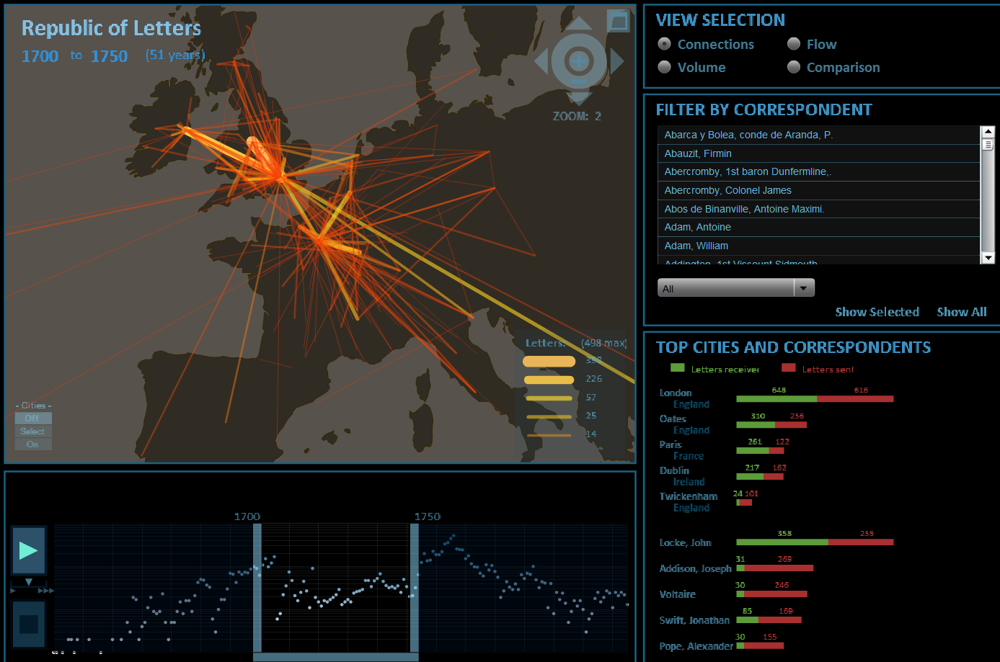 Republic of Letters
1700 to 1750 (51 years)
ZOOM: 2
Letters: (498 max)
398
226
57
25
14
- Cities -
Off
Select
On
1700
1750
VIEW SELECTION
Connections
Flow
Volume
Comparison
FILTER BY CORRESPONDENT
Abarca y Bolea, conde de Aranda, P.
Abauzit, Firmin
Abercromby, 1st baron Dunfermline,.
Abercromby, Colonel James
Abos de Binanville, Antoine Maximi.
Adam, Antoine
Adam, William
Addington, 1st Viscount Sidmouth
All
Show Selected
Show All
TOP CITIES AND CORRESPONDENTS
Letters receive
Letters sent
London 648 616
England
Oates 310 256
England
Paris 261 122
France
Dublin 217 162
Ireland
Twickenham 24 101
England
Locke, John 358 255
Addison, Joseph 31 269
Voltaire 30 246
Swift, Jonathan 85 169
Pope, Alexander 30 155